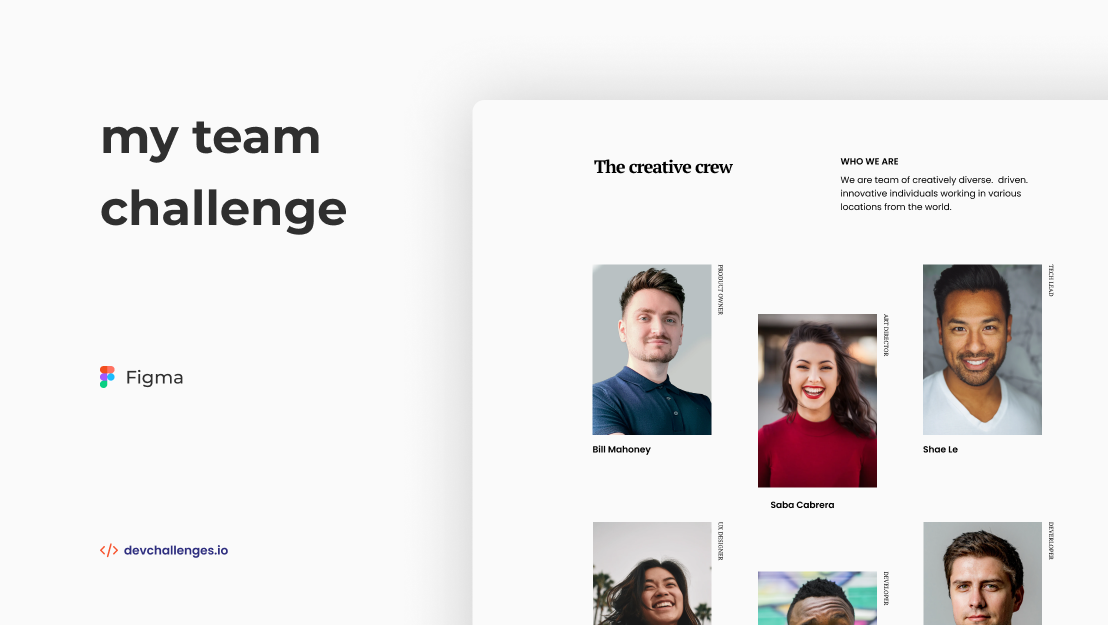 my team
challenge
Figma
</> devchallenges.io
The creative crew
WHO WE ARE
We are team of creatively diverse. driven.
innovative individuals working in various
locations from the world.
PRODUCT OWNER
Bill Mahoney
ART DIRECTOR
Saba Cabrera
TECH LEAD
Shae Le
UX DESIGNER
DEVELOPER
DEVERLOPER